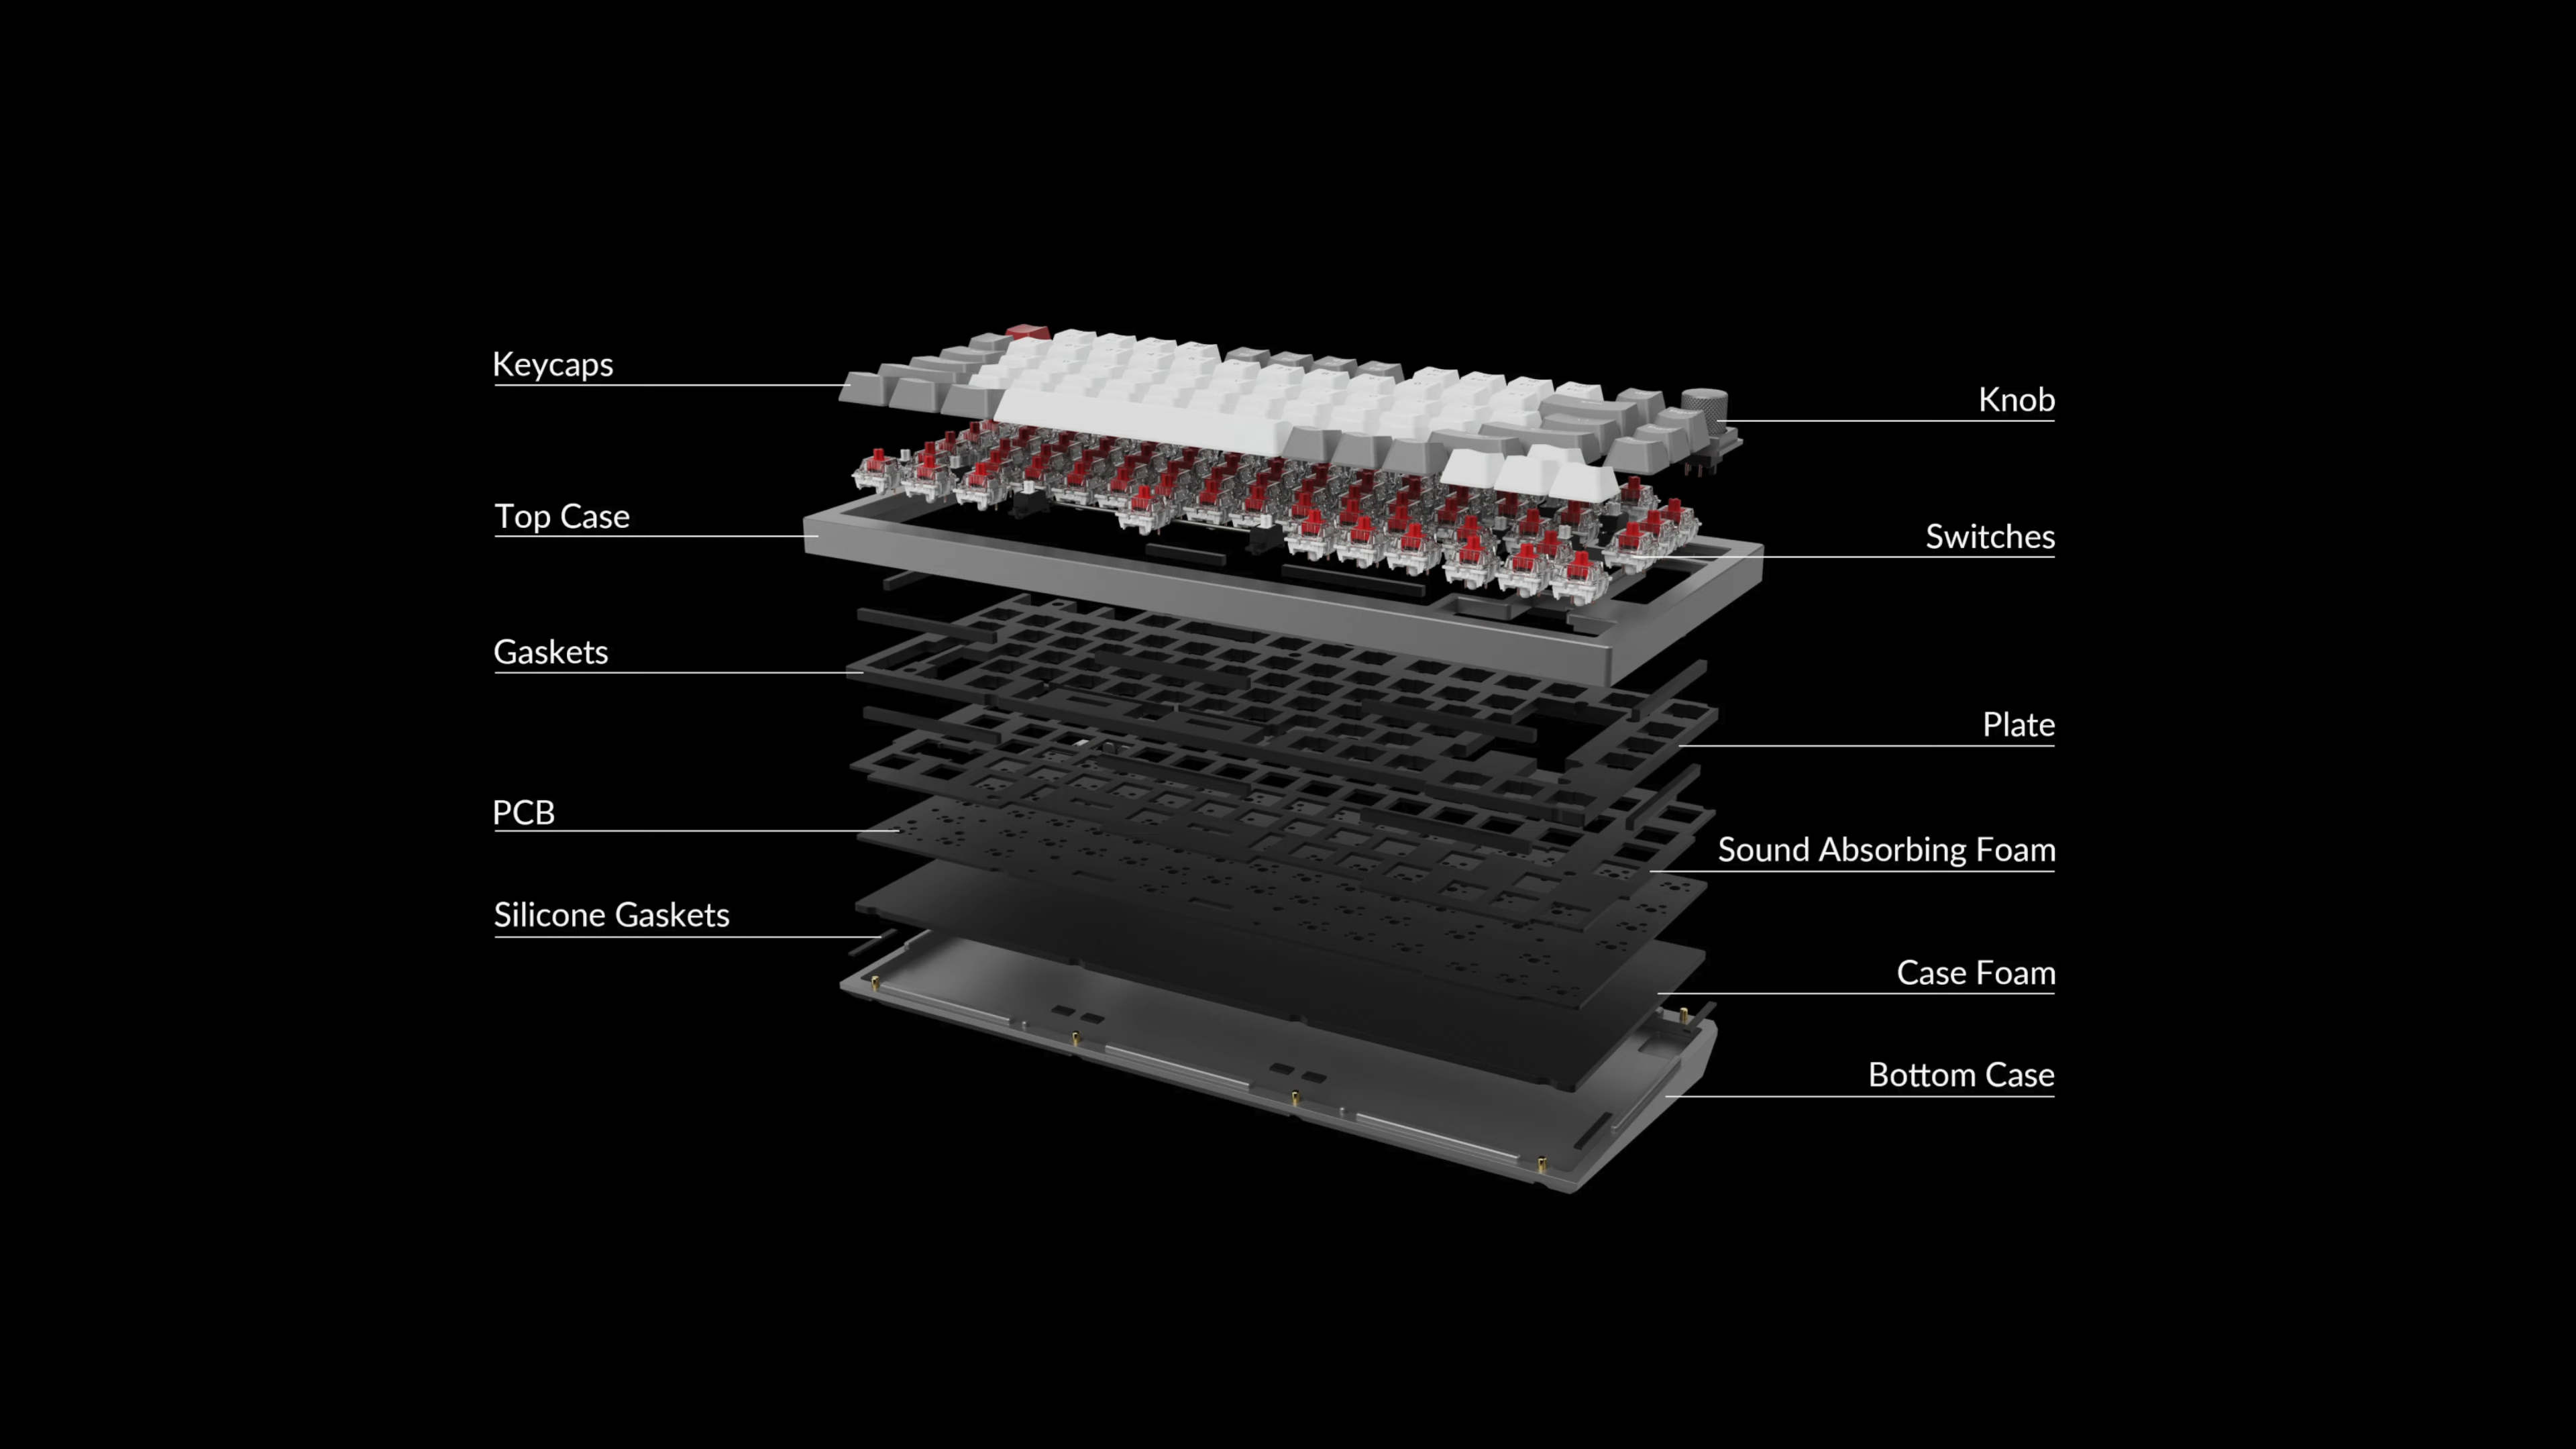 Keycaps
Knob
Top Case
Switches
Gaskets
Plate
PCB
Sound Absorbing Foam
Silicone Gaskets
Case Foam
Bottom Case